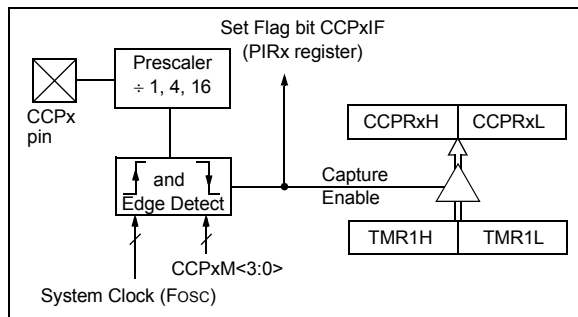 Set Flag bit CCPxIF
(PIRx register)
Prescaler
÷ 1, 4, 16
CCPx
pin
CCPRxH
CCPRxL
and
Edge Detect
Capture
Enable
TMR1H
TMR1L
CCPxM<3:0>
System Clock (FOSC)